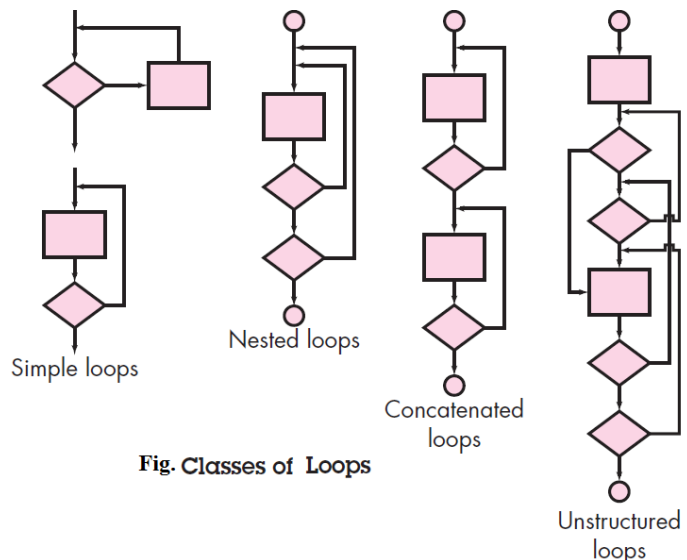 Simple loops
Nested loops
Concatenated
loops
Unstructured
loops
Fig. Classes of Loops